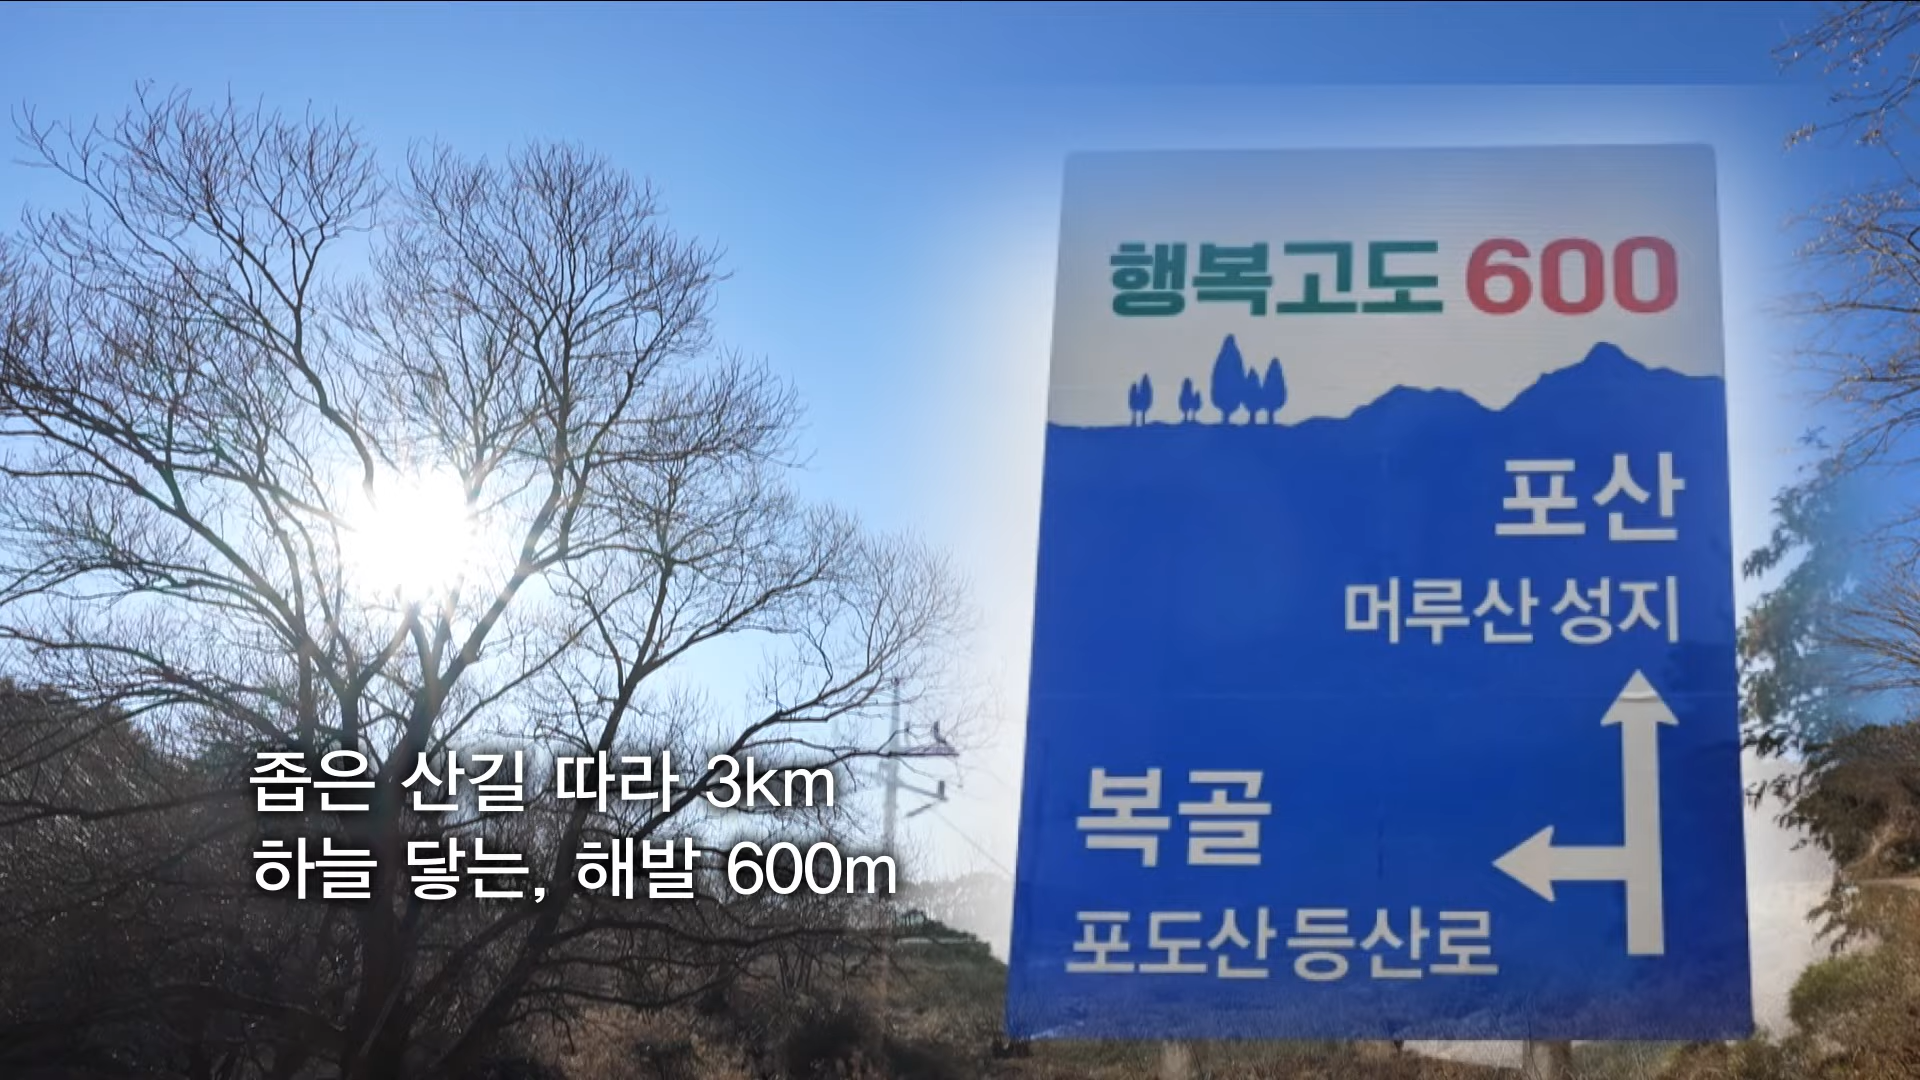 행복고도 600
포산
머루산 성지
복골
포도산 등산로
좁은 산길 따라 3km
하늘 닿는, 해발 600m